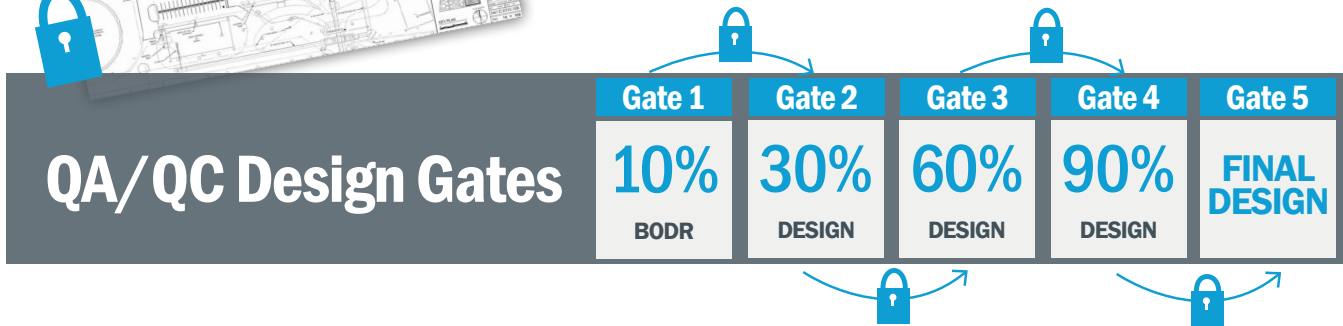 QA/QC Design Gates
Gate 1
10%
BODR
Gate 2
30%
DESIGN
Gate 3
60%
DESIGN
Gate 4
90%
DESIGN
Gate 5
FINAL
DESIGN